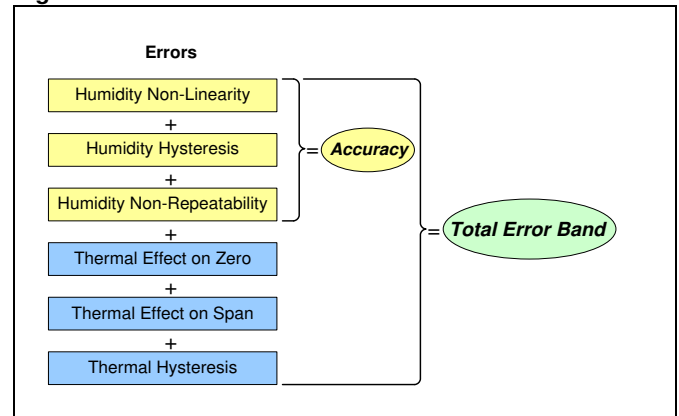 Errors
Humidity Non-Linearity
+
Humidity Hysteresis
+
Humidity Non-Repeatability
+
Thermal Effect on Zero
+
Thermal Effect on Span
+
Thermal Hysteresis
= Accuracy
= Total Error Band